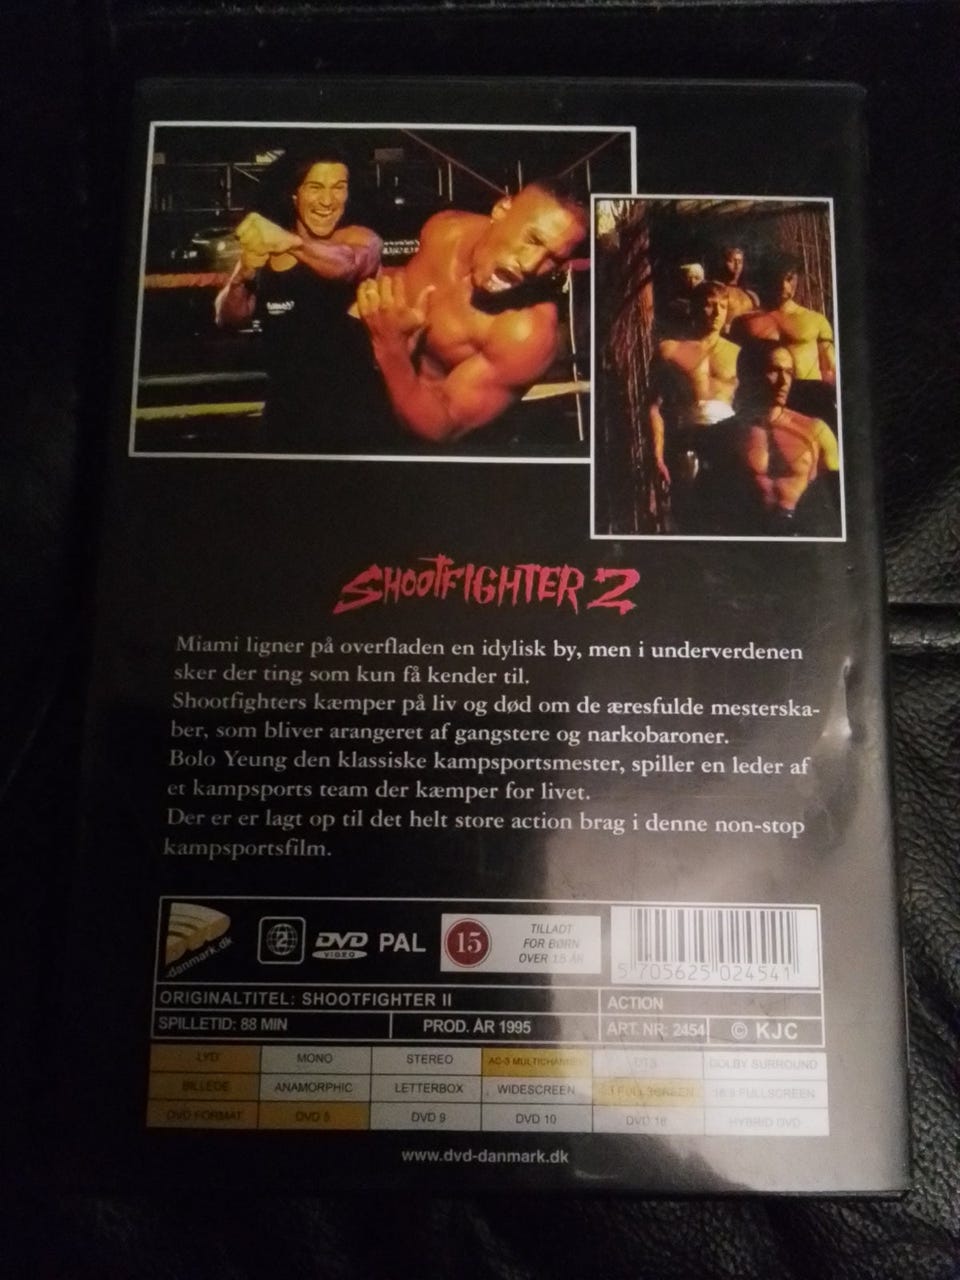 SHOOTFIGHTER 2
Miami ligner på overfladen en idylisk by, men i underverdenen
sker der ting som kun få kender til.
Shootfighters kæmper på liv og død om de æresfulde mesterska-
ber, som bliver arangeret af gangstere og narkobaroner.
Bolo Yeung den klassiske kampsportsmester, spiller en leder af
et kampsports team der kæmper for livet.
Der er er lagt op til det helt store action brag i denne non-stop
kampsportsfilm.
-danmark.dk
2
DVD VIDEO
PAL
15
TILLADT
FOR BØRN
OVER 15 ÅR
5 705625 024541
ORIGINALTITEL: SHOOTFIGHTER II
ACTION
SPILLETID: 88 MIN
PROD. ÅR 1995
ART. NR: 2454
© KJC
LYD MONO STEREO AC-3 MULTICHANNEL DTS DOLBY SURROUND
BILLEDE ANAMORPHIC LETTERBOX WIDESCREEN FULLSCREEN 16:9 FULLSCREEN
DVD FORMAT DVD 5 DVD 9 DVD 10 DVD 18 HYBRID DVD
www.dvd-danmark.dk